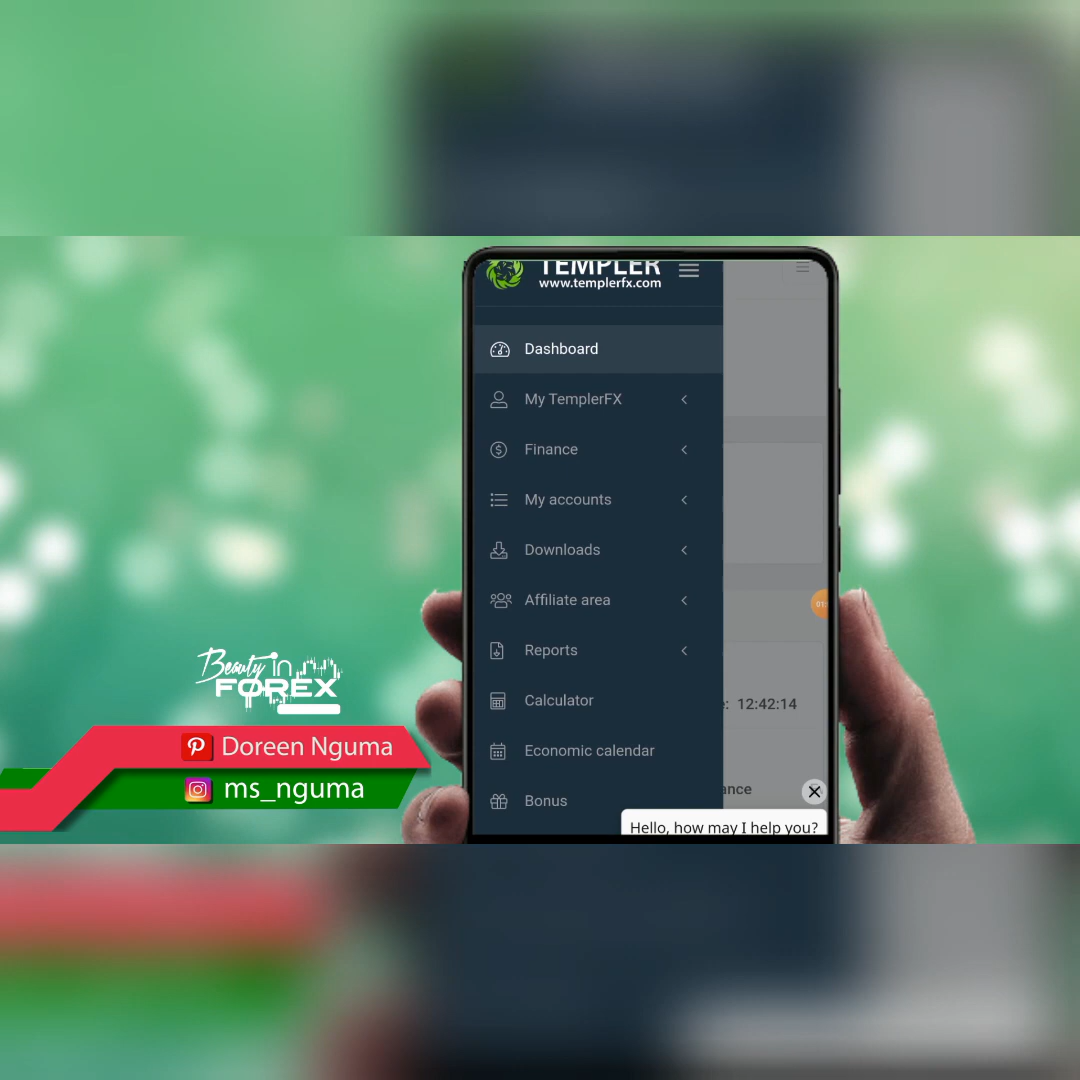 TEMPLER
www.templerfx.com
Dashboard
My TemplerFX
Finance
My accounts
Downloads
Affiliate area
Reports
Calculator
Economic calendar
Bonus
01:
12:42:14
Hello, how may I help you?
Beauty in
FOREX
Doreen Nguma
ms_nguma